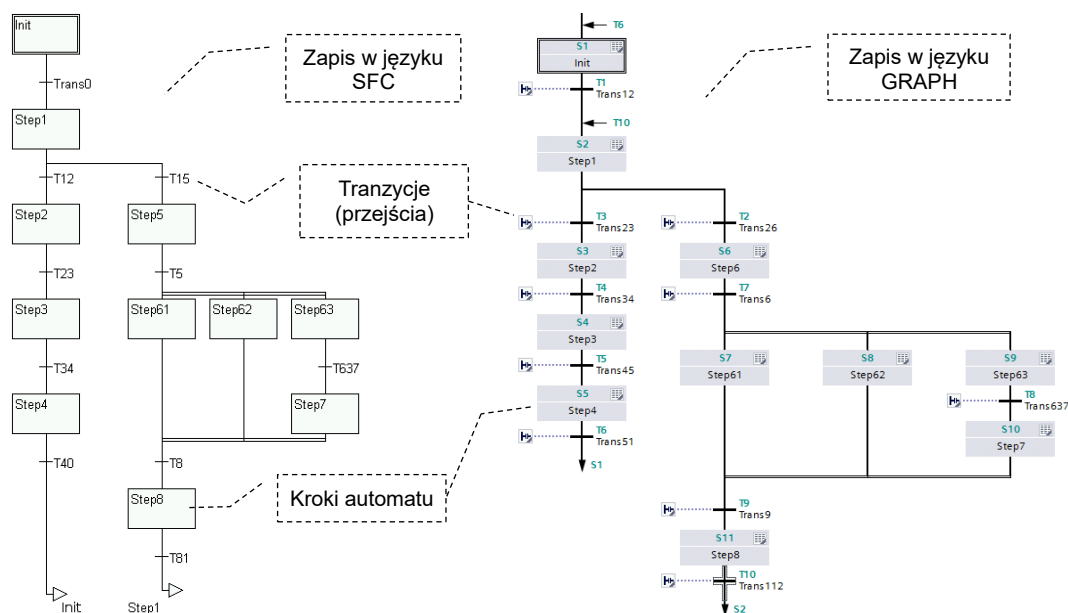 Init
Trans0
Step1
T12
T15
Step2
Step5
T23
T5
Step3
Step61
Step62
Step63
T34
T637
Step4
Step7
T40
T8
Step8
T81
Init
Step1
Zapis w języku
SFC
Tranzycje
(przejścia)
Kroki automatu
Zapis w języku
GRAPH
T6
S1
Init
T1
Trans12
T10
S2
Step1
T3
Trans23
T2
Trans26
S3
Step2
S6
Step6
T4
Trans34
T7
Trans6
S4
Step3
S7
Step61
S8
Step62
S9
Step63
T5
Trans45
T8
Trans637
S5
Step4
S10
Step7
T6
Trans51
S1
T9
Trans9
S11
Step8
T10
Trans112
S2